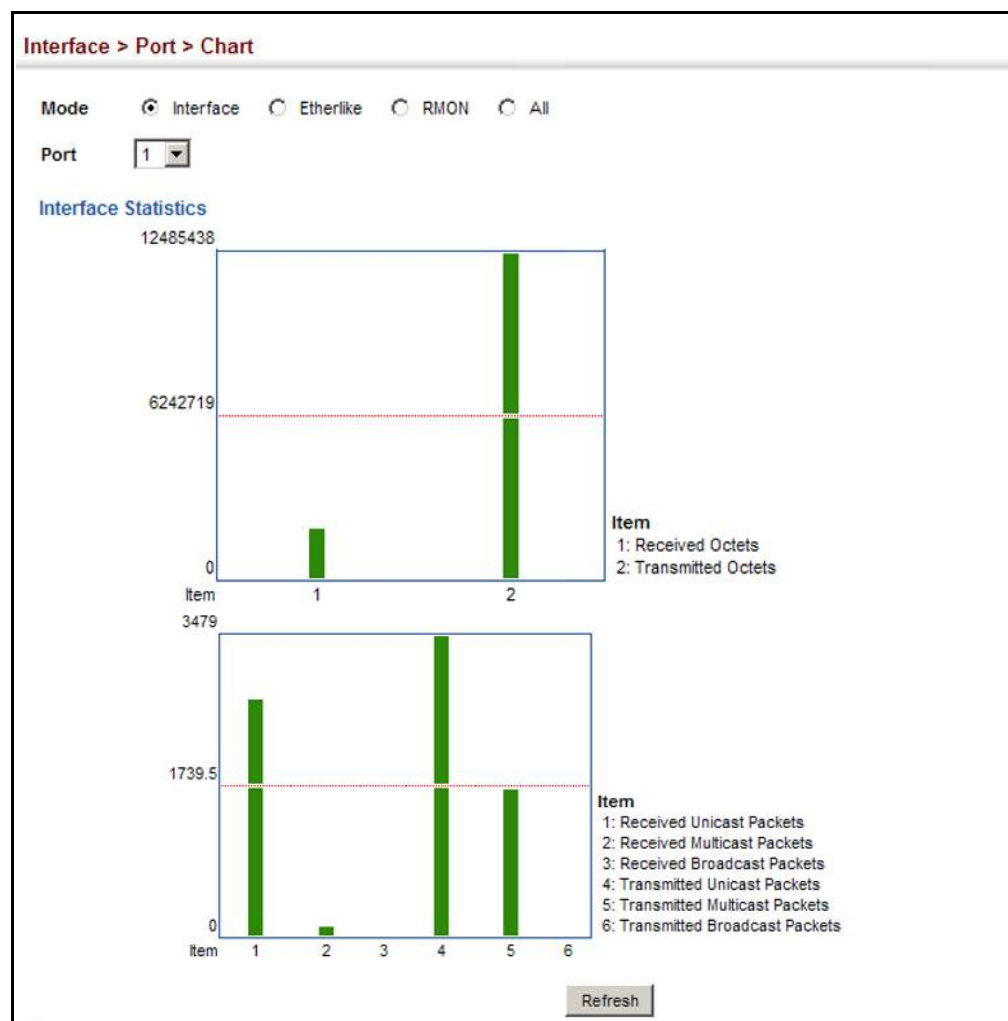 Interface > Port > Chart
Mode Interface Etherlike RMON All
Port 1
Interface Statistics
12485438
6242719
0
Item 1 2
Item
1: Received Octets
2: Transmitted Octets
3479
1739.5
0
Item 1 2 3 4 5 6
Item
1: Received Unicast Packets
2: Received Multicast Packets
3: Received Broadcast Packets
4: Transmitted Unicast Packets
5: Transmitted Multicast Packets
6: Transmitted Broadcast Packets
Refresh